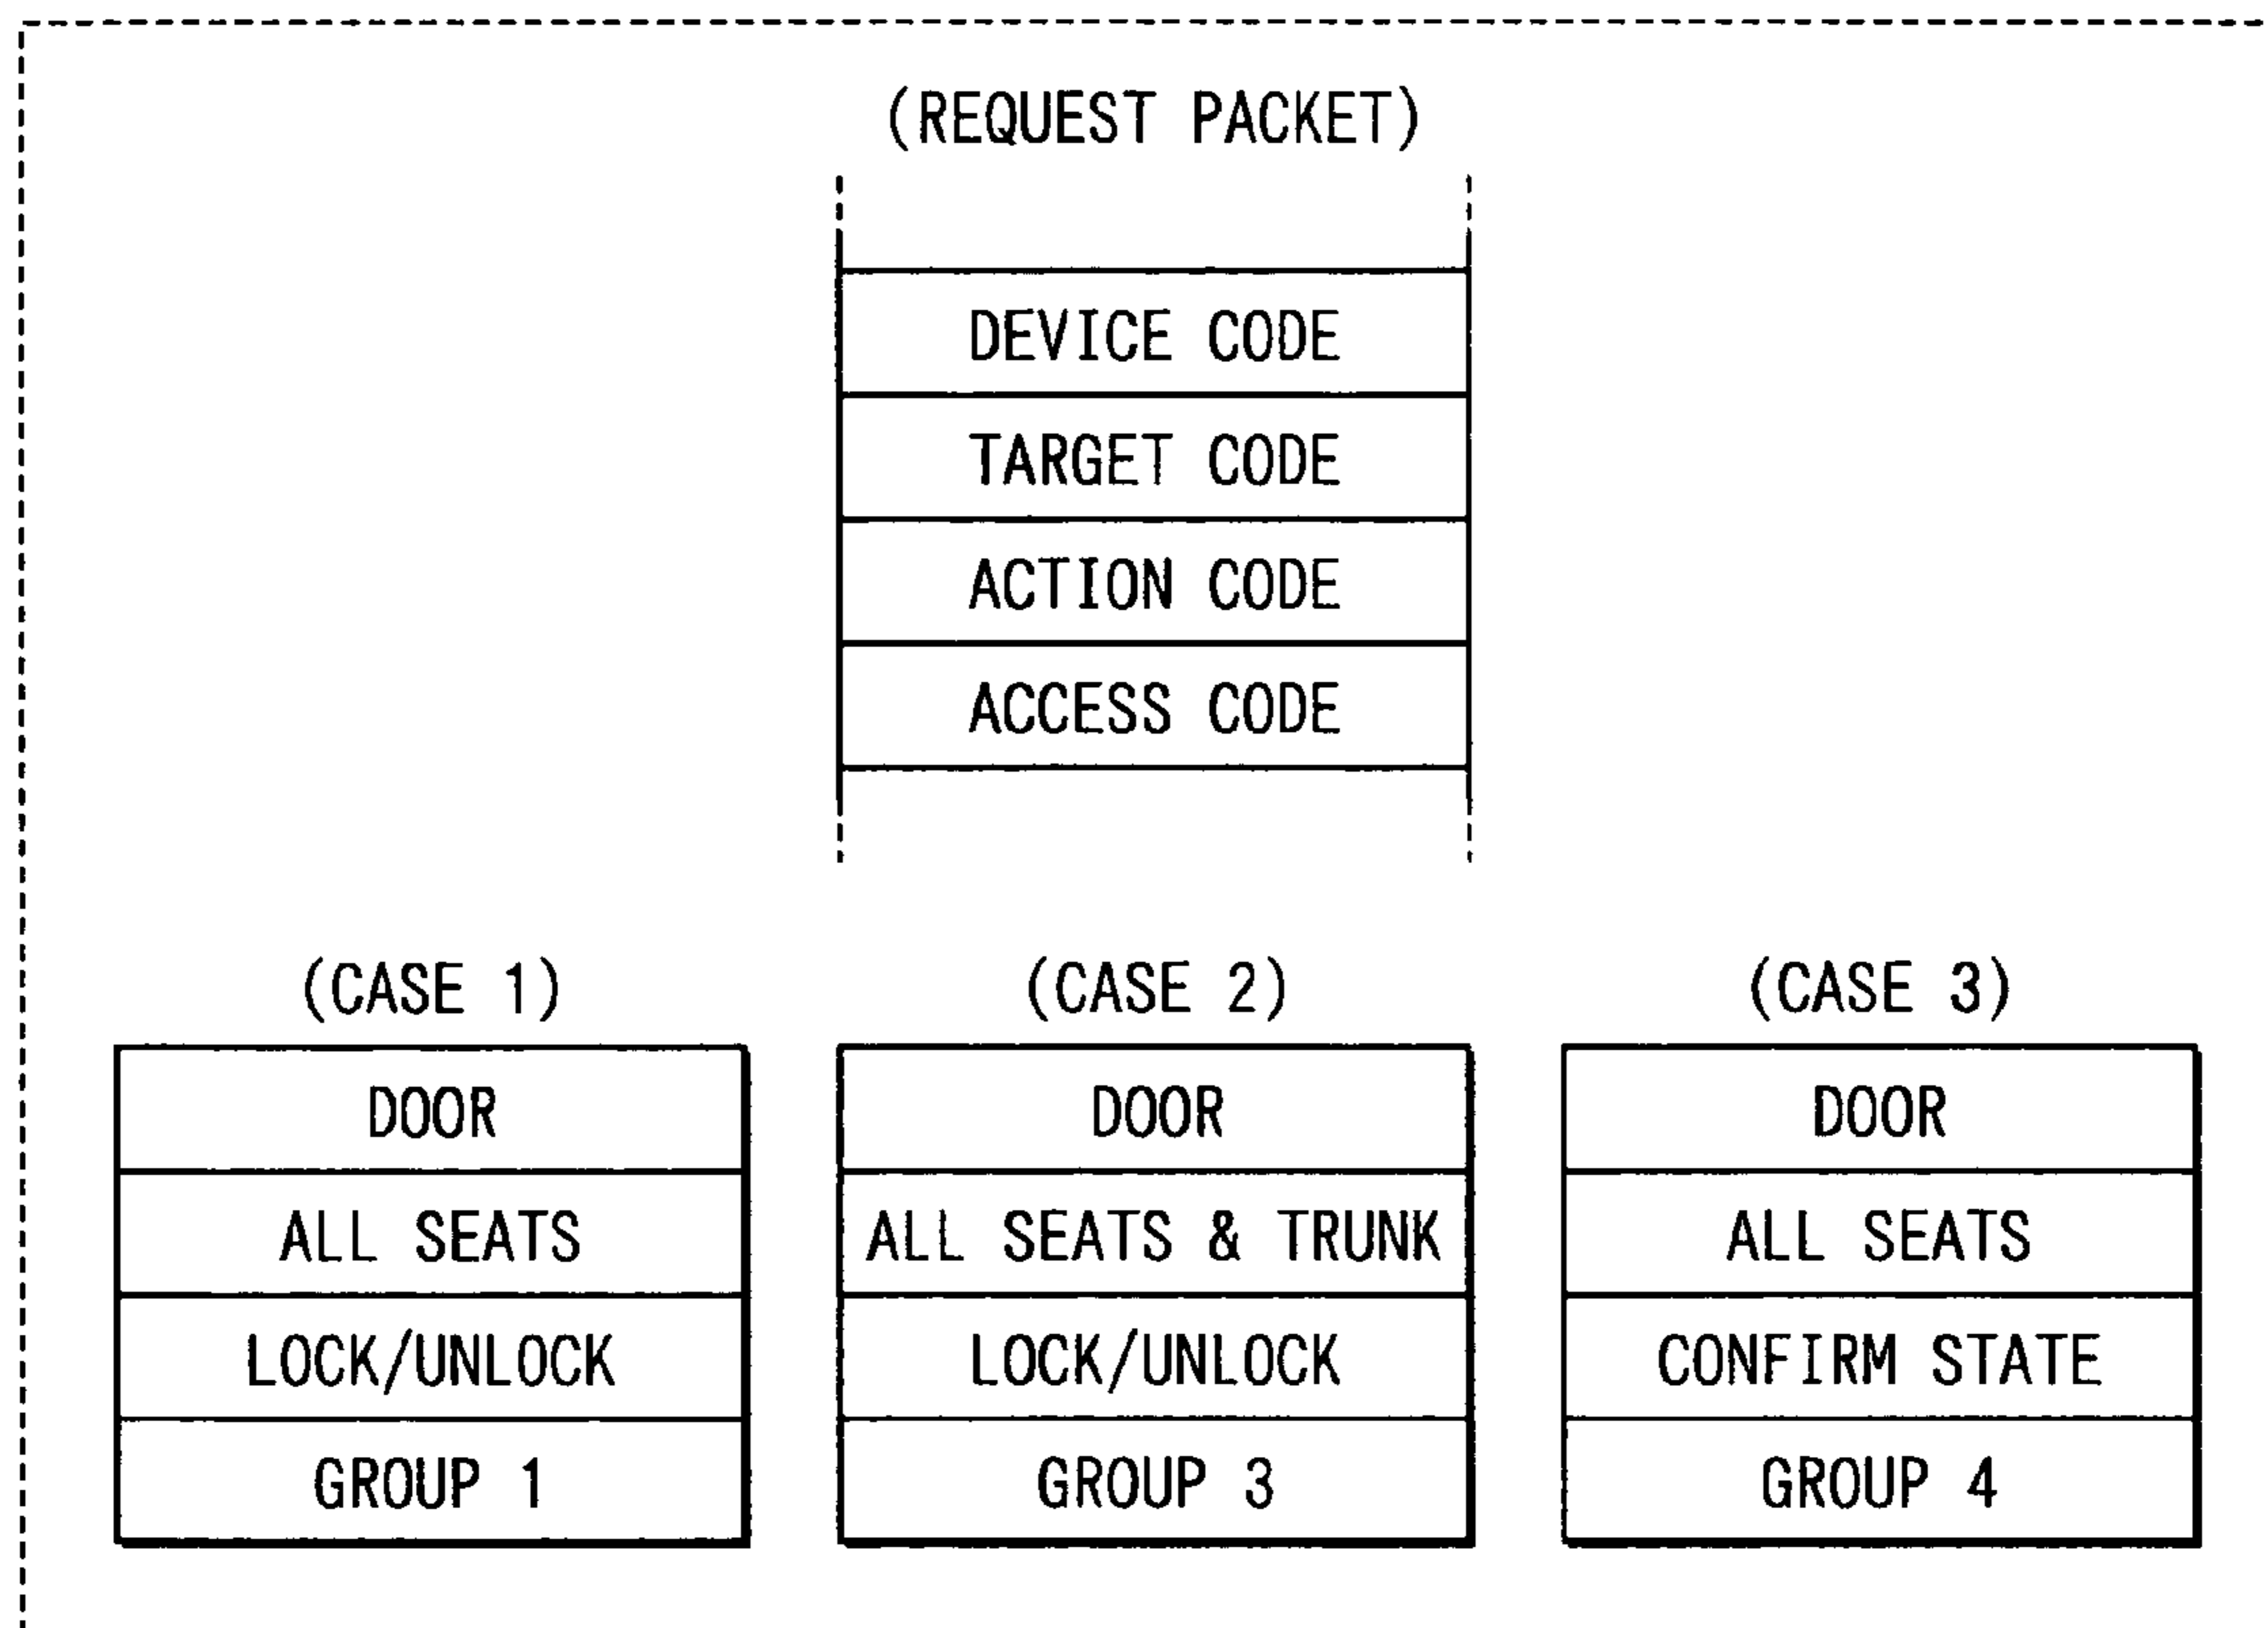 (REQUEST PACKET)
DEVICE CODE
TARGET CODE
ACTION CODE
ACCESS CODE
(CASE 1)
DOOR
ALL SEATS
LOCK/UNLOCK
GROUP 1
(CASE 2)
DOOR
ALL SEATS & TRUNK
LOCK/UNLOCK
GROUP 3
(CASE 3)
DOOR
ALL SEATS
CONFIRM STATE
GROUP 4